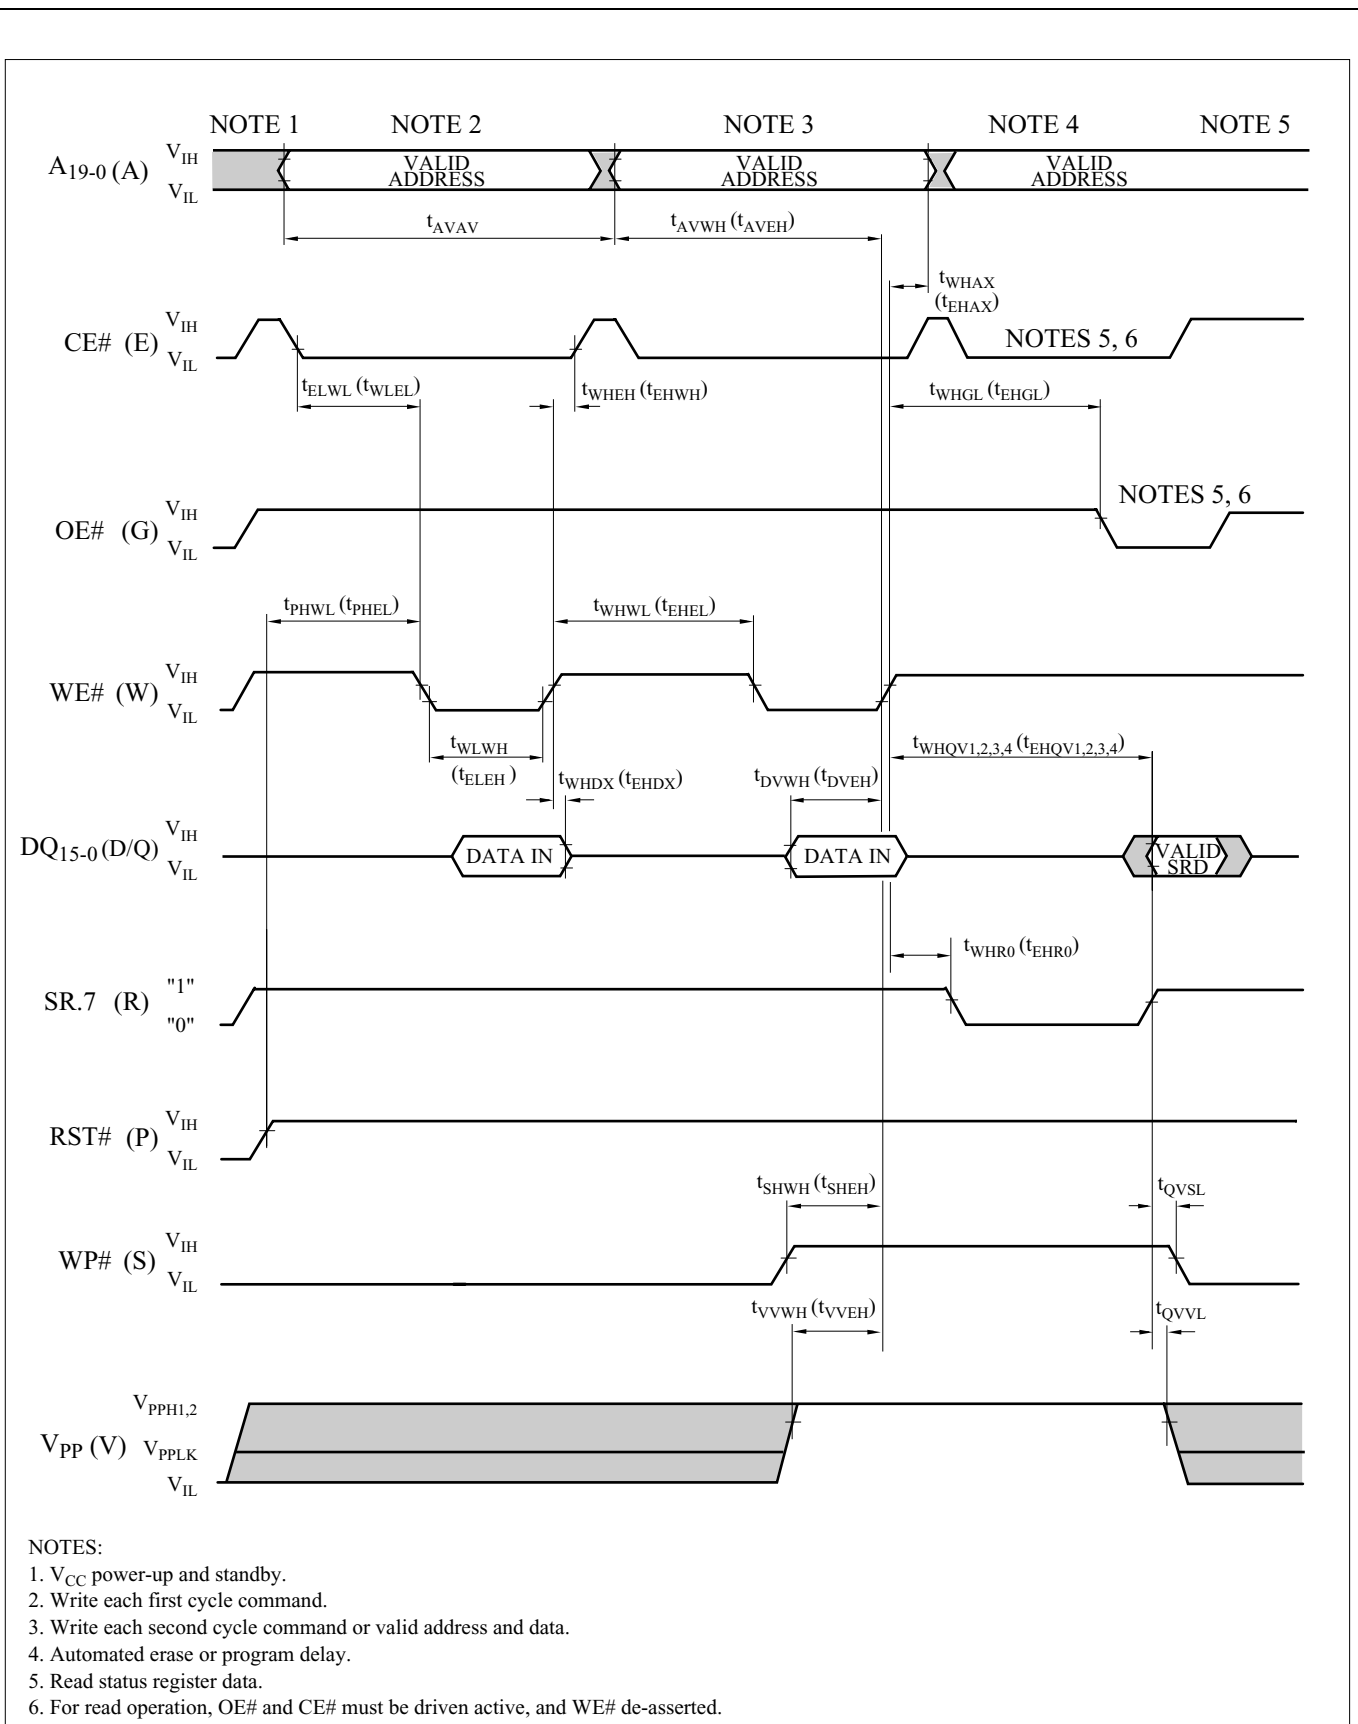 NOTE 1 NOTE 2 NOTE 3 NOTE 4 NOTE 5
A19-0 (A) VIH VIL
VALID ADDRESS
VALID ADDRESS
VALID ADDRESS
tAVAV
tAVWH (tAVEH)
tWHAX
(tEHAX)
CE# (E) VIH VIL
NOTES 5, 6
tELWL (tWLEL)
tWHEH (tEHWH)
tWHGL (tEHGL)
OE# (G) VIH VIL
NOTES 5, 6
tPHWL (tPHEL)
tWHWL (tEHEL)
WE# (W) VIH VIL
tWLWH
(tELEH )
tWHDX (tEHDX)
tDVWH (tDVEH)
tWHQV1,2,3,4 (tEHQV1,2,3,4)
DQ15-0 (D/Q) VIH VIL
DATA IN
DATA IN
VALID
SRD
tWHR0 (tEHR0)
SR.7 (R) "1" "0"
RST# (P) VIH VIL
tSHWH (tSHEH)
tQVSL
WP# (S) VIH VIL
tVVWH (tVVEH)
tQVVL
VPP (V) VPPH1,2 VPPLK VIL
NOTES:
1. VCC power-up and standby.
2. Write each first cycle command.
3. Write each second cycle command or valid address and data.
4. Automated erase or program delay.
5. Read status register data.
6. For read operation, OE# and CE# must be driven active, and WE# de-asserted.